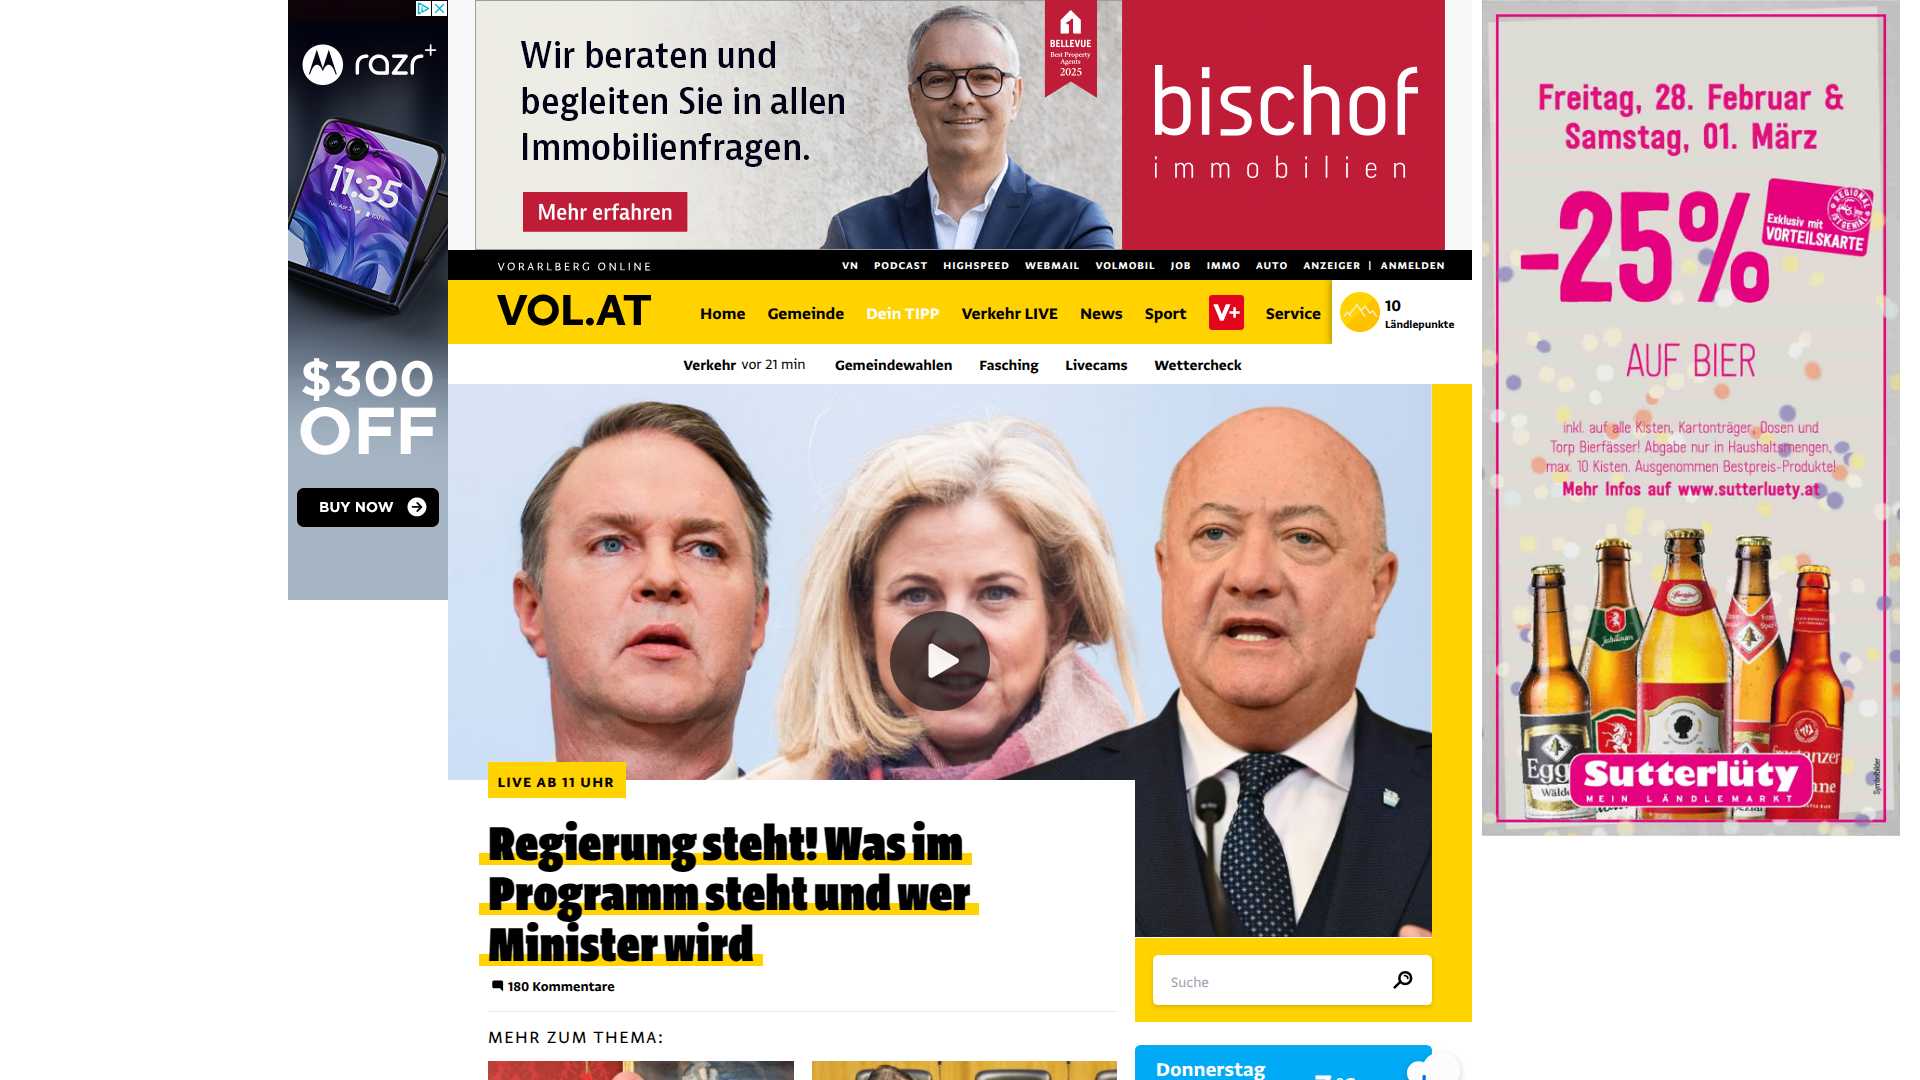 razr+
11:35
$300
OFF
BUY NOW
Wir beraten und
begleiten Sie in allen
Immobilienfragen.
Mehr erfahren
1
BELLEVUE
Best Property
Agents
2025
bischof
immobilien
VORARLBERG ONLINE
VN PODCAST HIGHSPEED WEBMAIL VOLMOBIL JOB IMMO AUTO ANZEIGER | ANMELDEN
VOL.AT
Home Gemeinde Dein TIPP Verkehr LIVE News Sport V+ Service
10
Ländlepunkte
Verkehr vor 21 min Gemeindewahlen Fasching Livecams Wettercheck
LIVE AB 11 UHR
Regierung steht! Was im
Programm steht und wer
Minister wird
180 Kommentare
MEHR ZUM THEMA:
Suche
Donnerstag
Freitag, 28. Februar &
Samstag, 01. März
-25%
REGIONAL
IST GENIAL
Exklusiv mit
VORTEILSKARTE
AUF BIER
inkl. auf alle Kisten, Kartonträger, Dosen und
Torp Bierfässer! Abgabe nur in Haushaltsmengen,
max. 10 Kisten. Ausgenommen Bestpreis-Produkte!
Mehr Infos auf www.sutterluety.at
Sutterlüty
MEIN LÄNDLEMARKT
Symbolbilder